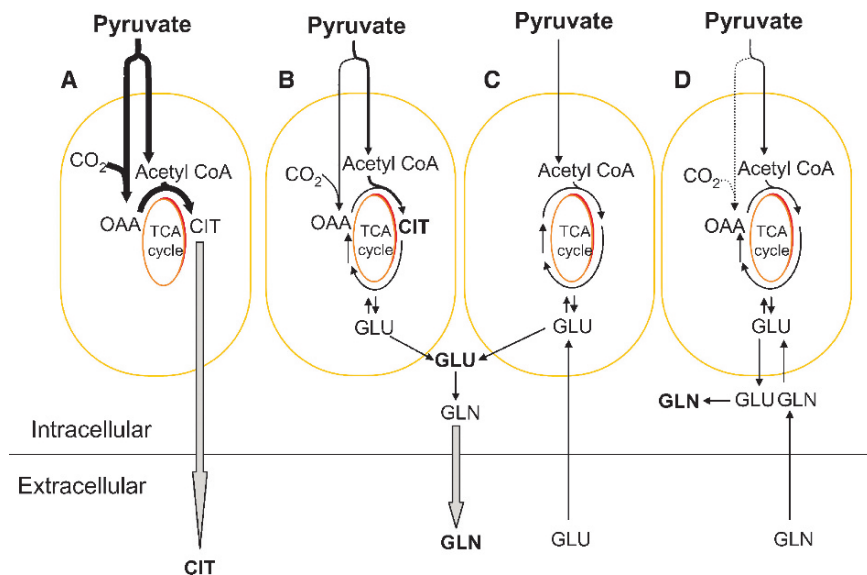 Pyruvate Pyruvate Pyruvate Pyruvate
A B C D
CO2 Acetyl CoA CO2 Acetyl CoA Acetyl CoA CO2 Acetyl CoA
OAA TCA cycle CIT OAA TCA cycle CIT TCA cycle OAA TCA cycle
GLU GLU GLU
GLU
GLN GLN GLU GLN
Intracellular
Extracellular
CIT GLN GLU GLN